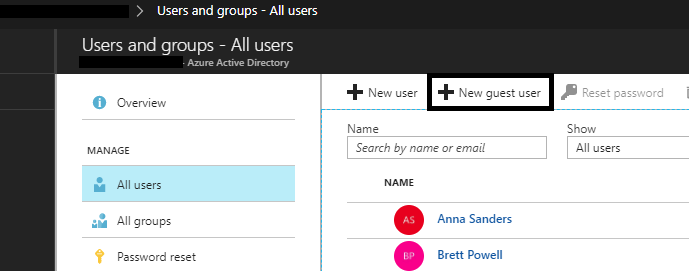 Users and groups - All users
Users and groups - All users
- Azure Active Directory
Overview
MANAGE
All users
All groups
Password reset
New user
New guest user
Reset password
Name
Show
Search by name or email
All users
NAME
AS
Anna Sanders
BP
Brett Powell